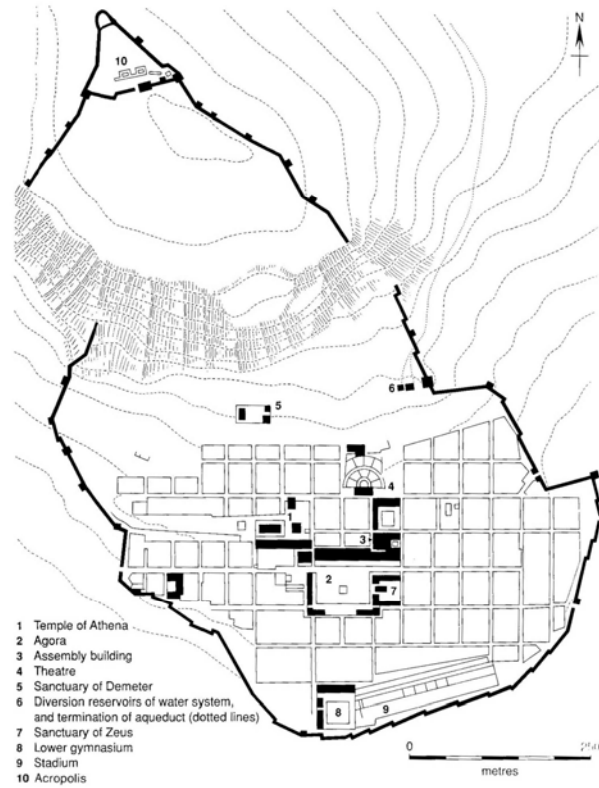 N
10
6
5
4
1
3
2
7
8
9
1 Temple of Athena
2 Agora
3 Assembly building
4 Theatre
5 Sanctuary of Demeter
6 Diversion reservoirs of water system,
and termination of aqueduct (dotted lines)
7 Sanctuary of Zeus
8 Lower gymnasium
9 Stadium
10 Acropolis
0
metres